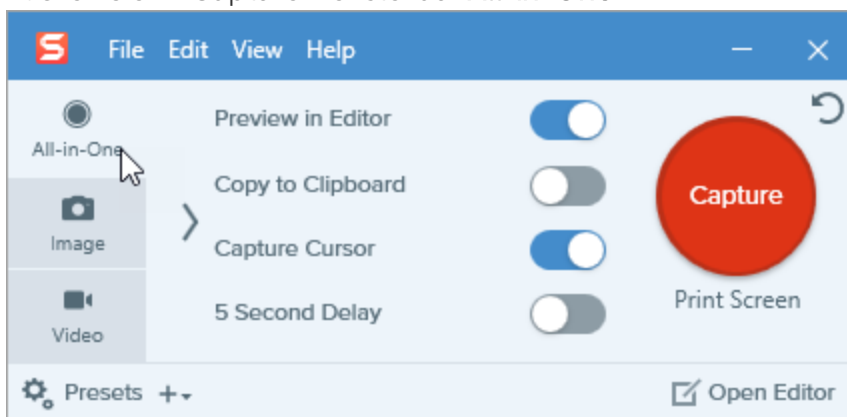 S File Edit View Help
All-in-One
Image
Video
Preview in Editor
Copy to Clipboard
Capture Cursor
5 Second Delay
Capture
Print Screen
Presets
Open Editor